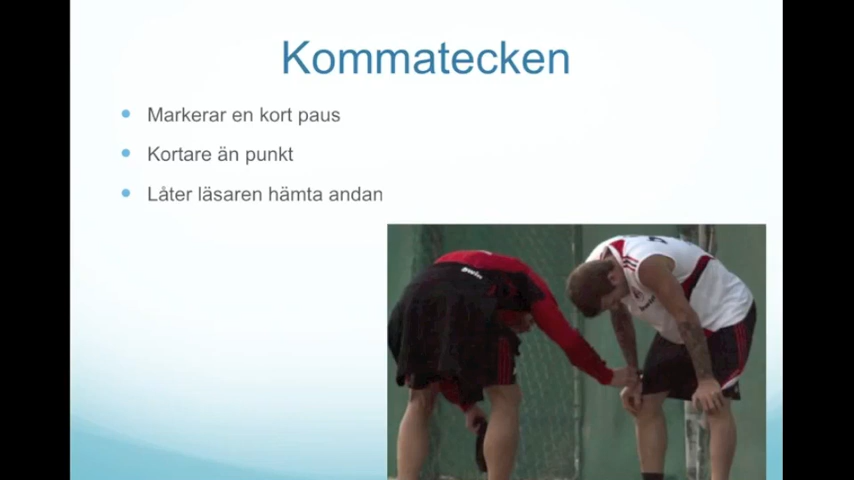 Kommatecken
Markerar en kort paus
Kortare än punkt
Låter läsaren hämta andan